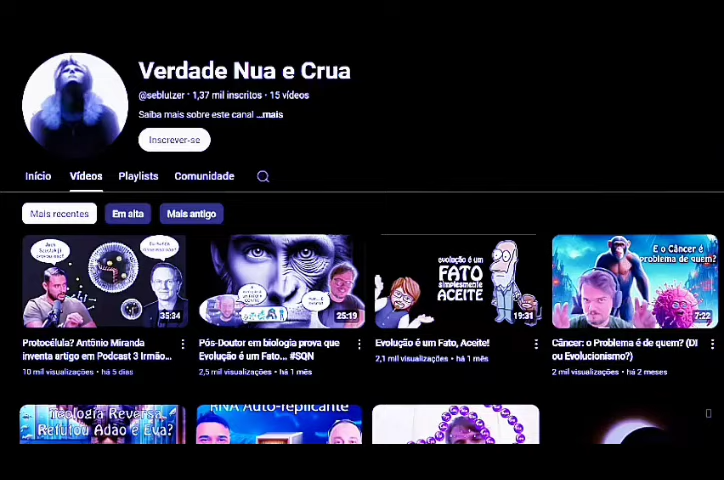 Verdade Nua e Crua
@seblutzer · 1,37 mil inscritos · 15 vídeos
Saiba mais sobre este canal ...mais
Inscrever-se
Início Vídeos Playlists Comunidade
Mais recentes Em alta Mais antigo
35:34
25:19
evolução é um
FATO
simplesmente
ACEITE
19:31
E o Câncer é
problema de quem?
7:22
Protocélula? Antônio Miranda
inventa artigo em Podcast 3 Irmão...
10 mil visualizações · há 5 dias
Pós-Doutor em biologia prova que
Evolução é um Fato... #SQN
2,5 mil visualizações · há 1 mês
Evolução é um Fato, Aceite!
2,1 mil visualizações · há 1 mês
Câncer: o Problema é de quem? (DI
ou Evolucionismo?)
2 mil visualizações · há 2 meses
Teologia Reversa
Refutou Adão e Eva?
RNA Auto-replicante